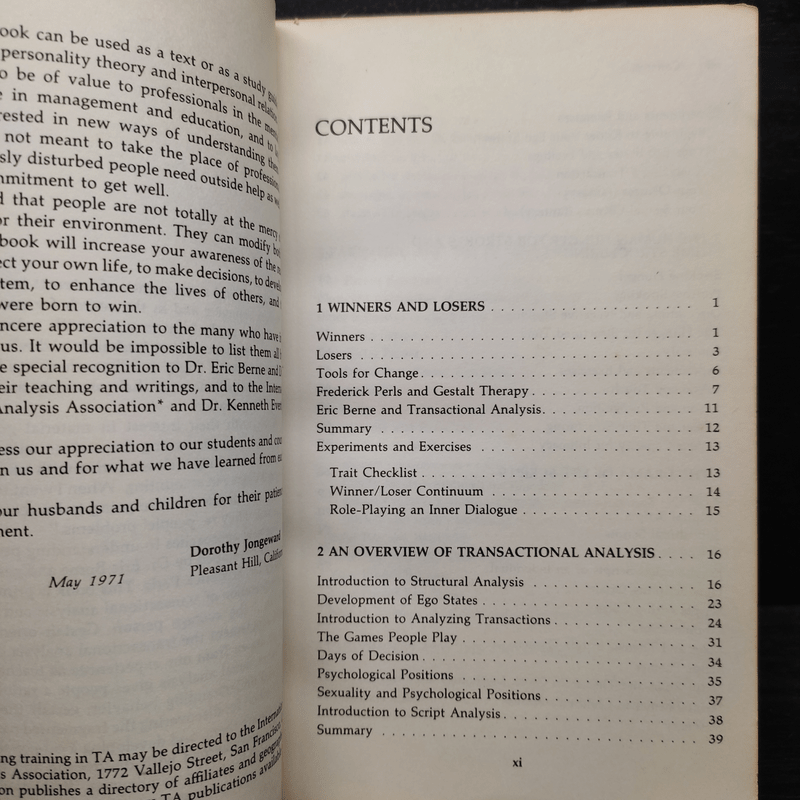 ook can be used as a text or as a study
personality theory and interpersonal
o be of value to professionals in the
e in management and education, and to
rested in new ways of understanding
not meant to take the place of
sly disturbed people need outside help as
mmitment to get well.
d that people are not totally at the mercy
or their environment. They can modify
book will increase your awareness of the
ect your own life, to make decisions, to
tem, to enhance the lives of others, and
were born to win.
ncere appreciation to the many who have
us. It would be impossible to list them all
e special recognition to Dr. Eric Berne and
eir teaching and writings, and to the
Analysis Association* and Dr. Kenneth
ess our appreciation to our students and
n us and for what we have learned from
our husbands and children for their
ment.
Dorothy Jongeward
Pleasant Hill,
May 1971
ng training in TA may be directed to the
s Association, 1772 Vallejo Street, San Francisco
on publishes a directory of affiliates and
TA publications
CONTENTS
1 WINNERS AND LOSERS . . . . . . . . . . . . . . . . . . . . 1
Winners . . . . . . . . . . . . . . . . . . . . 1
Losers . . . . . . . . . . . . . . . . . . . . 3
Tools for Change . . . . . . . . . . . . . . . . . . . . 6
Frederick Perls and Gestalt Therapy . . . . . . . . . . . . . . . 7
Eric Berne and Transactional Analysis . . . . . . . . . . . . . . 11
Summary . . . . . . . . . . . . . . . . . . . . 12
Experiments and Exercises . . . . . . . . . . . . . . . . . . 13
Trait Checklist . . . . . . . . . . . . . . . . . . . . 13
Winner/Loser Continuum . . . . . . . . . . . . . . . . . . 14
Role-Playing an Inner Dialogue . . . . . . . . . . . . . . . 15
2 AN OVERVIEW OF TRANSACTIONAL ANALYSIS . . . . 16
Introduction to Structural Analysis . . . . . . . . . . . . . . 16
Development of Ego States . . . . . . . . . . . . . . . . . . 23
Introduction to Analyzing Transactions . . . . . . . . . . . . . 24
The Games People Play . . . . . . . . . . . . . . . . . . . . 31
Days of Decision . . . . . . . . . . . . . . . . . . . . 34
Psychological Positions . . . . . . . . . . . . . . . . . . . . 35
Sexuality and Psychological Positions . . . . . . . . . . . . . . 37
Introduction to Script Analysis . . . . . . . . . . . . . . . . . 38
Summary . . . . . . . . . . . . . . . . . . . . 39
xi